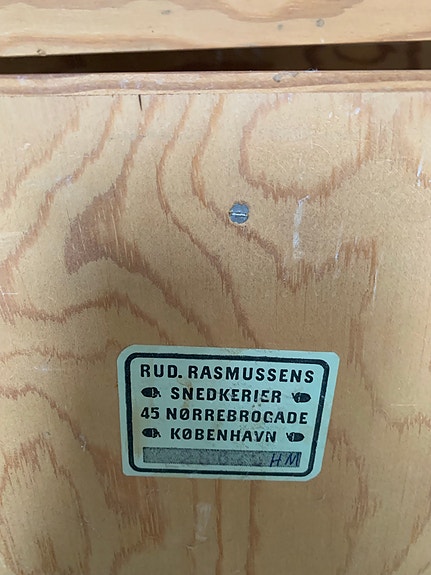 RUD. RASMUSSENS
SNEDKERIER
45 NØRREBROGADE
KØBENHAVN
HM